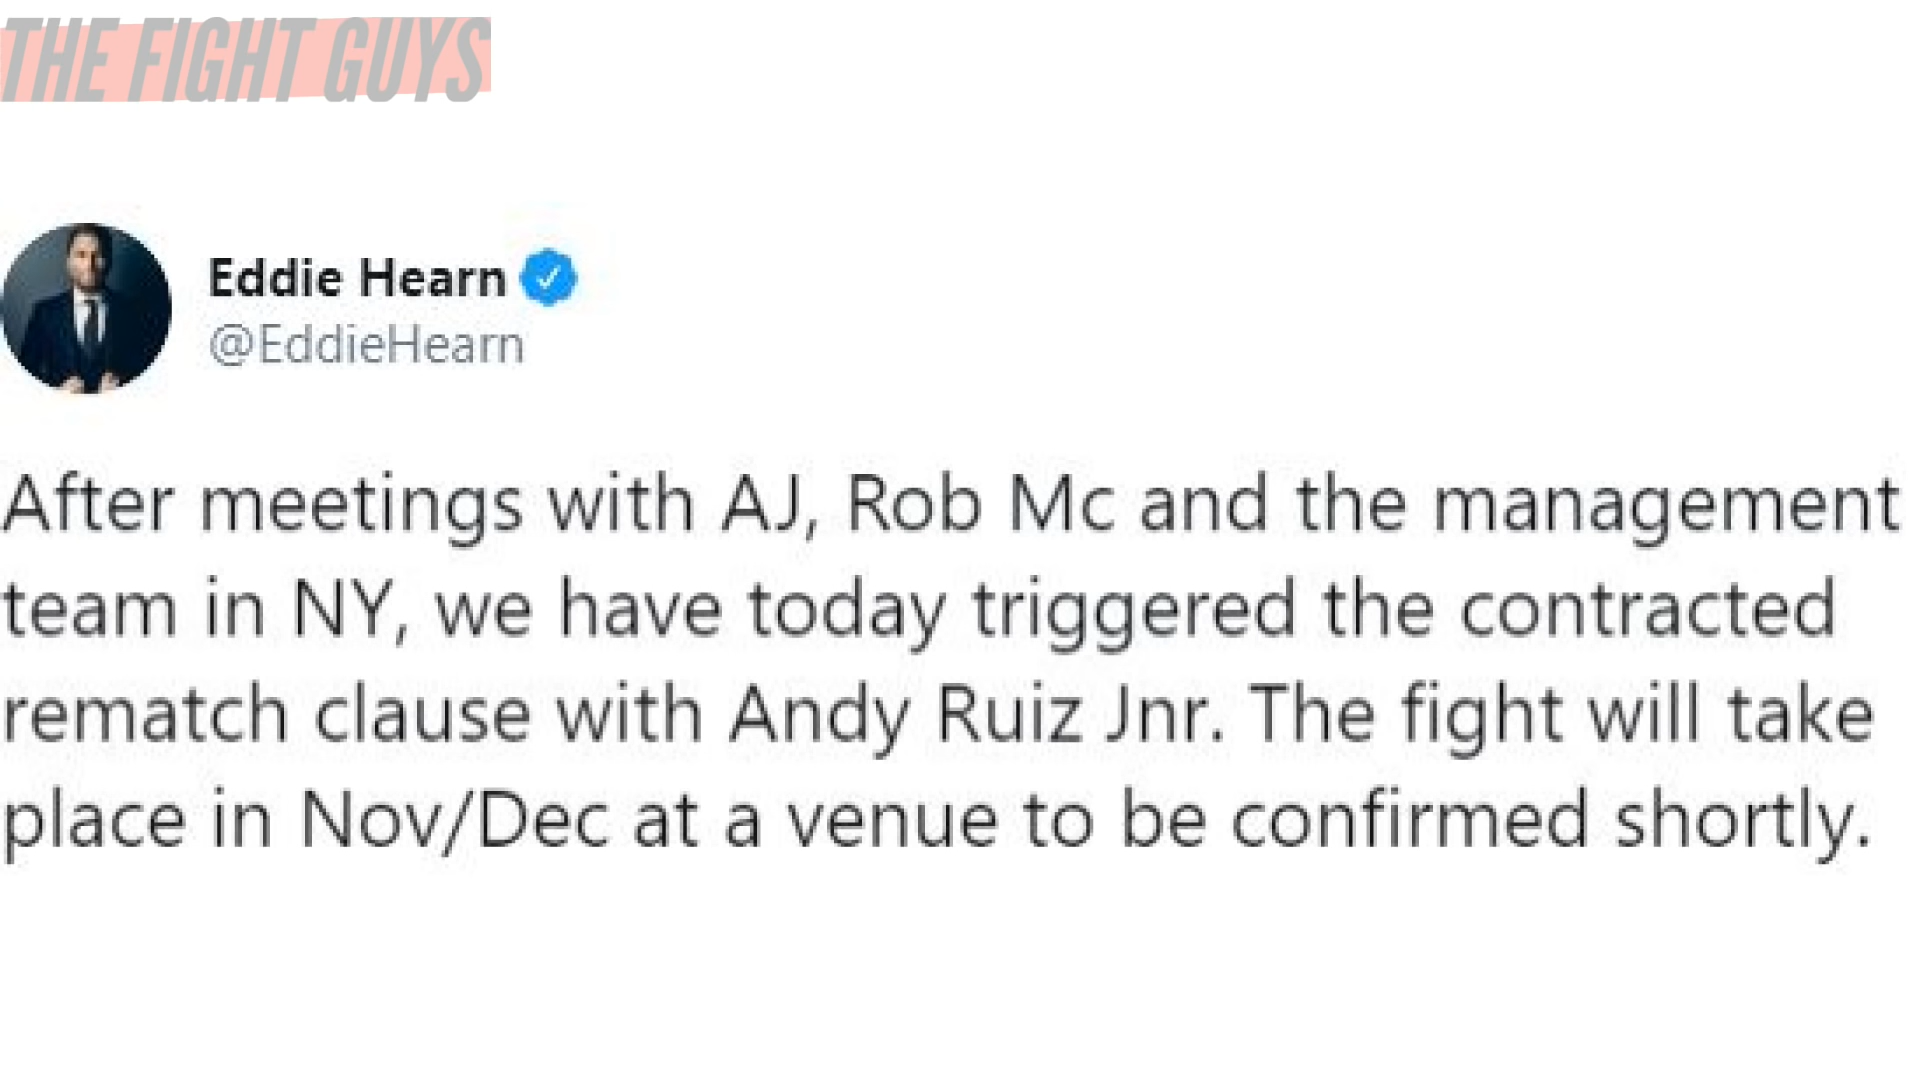 THE FIGHT GUYS
Eddie Hearn
@EddieHearn
After meetings with AJ, Rob Mc and the management
team in NY, we have today triggered the contracted
rematch clause with Andy Ruiz Jnr. The fight will take
place in Nov/Dec at a venue to be confirmed shortly.